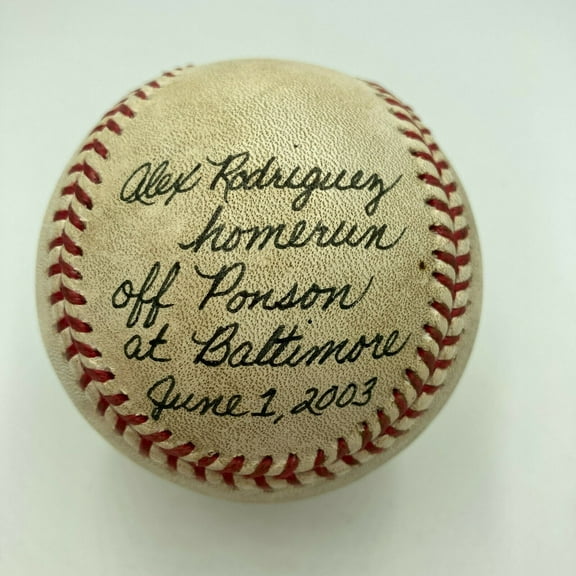 Alex Rodriguez
homerun
off Ponson
at Baltimore
June 1, 2003